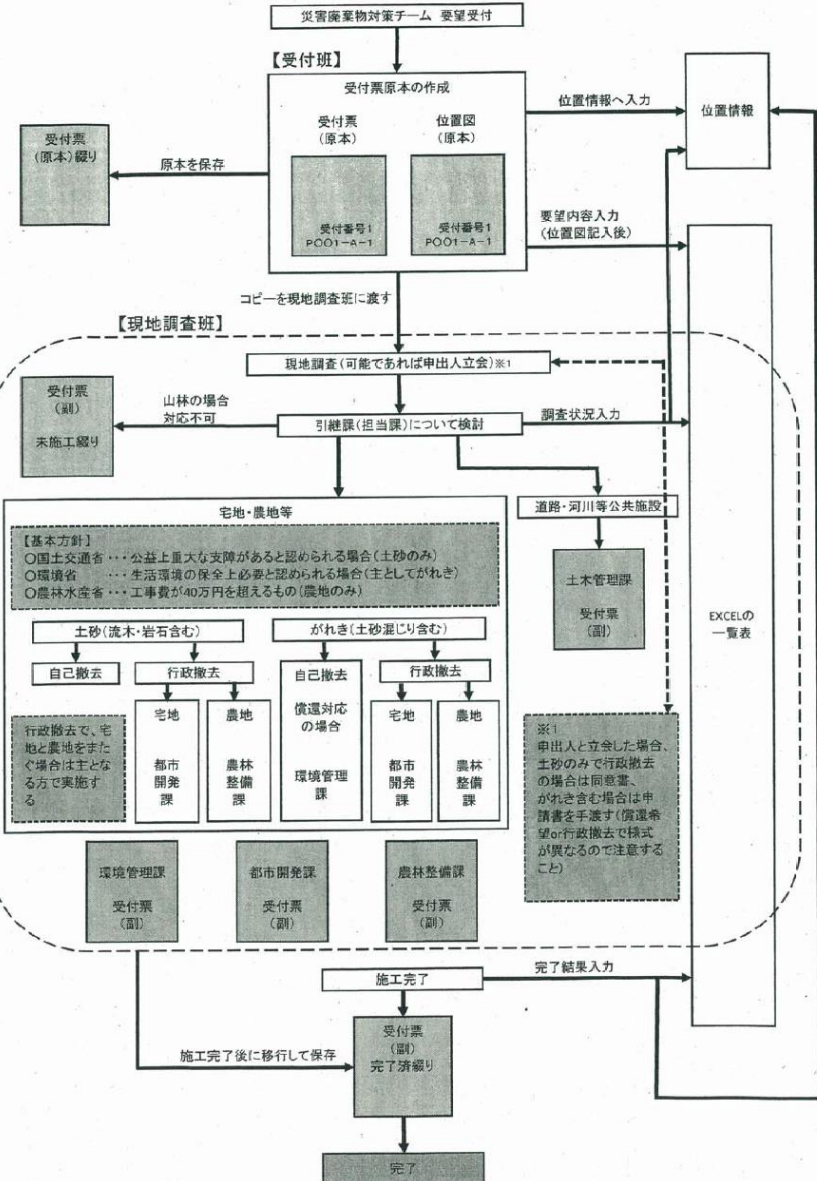 災害廃棄物対策チーム 要望受付
【受付班】
受付票原本の作成
受付票
(原本)
位置図
(原本)
受付番号1
P001-A-1
受付番号1
P001-A-1
位置情報へ入力
位置情報
受付票
(原本)綴り
原本を保存
要望内容入力
(位置図記入後)
コピーを現地調査班に渡す
【現地調査班】
現地調査(可能であれば申出人立会)※1
受付票
(副)
未施工綴り
山林の場合
対応不可
引継課(担当課)について検討
調査状況入力
宅地・農地等
道路・河川等公共施設
【基本方針】
○国土交通省・・・公益上重大な支障があると認められる場合(土砂のみ)
○環境省 ・・・生活環境の保全上必要と認められる場合(主としてがれき)
○農林水産省・・・工事費が40万円を超えるもの(農地のみ)
土木管理課
受付票
(副)
EXCELの
一覧表
土砂(流木・岩石含む)
がれき(土砂混じり含む)
自己撤去
行政撤去
自己撤去
償還対応
の場合
環境管理
課
行政撤去
行政撤去で、宅
地と農地をまた
ぐ場合は主とな
る方で実施す
る
宅地
都市
開発
課
農地
農林
整備
課
宅地
都市
開発
課
農地
農林
整備
課
※1
申出人と立会した場合、
土砂のみで行政撤去
の場合は同意書、
がれき含む場合は申
請書を手渡す(償還希
望or行政撤去で様式
が異なるので注意する
こと)
環境管理課
受付票
(副)
都市開発課
受付票
(副)
農林整備課
受付票
(副)
施工完了
完了結果入力
施工完了後に移行して保存
受付票
(副)
完了済綴り
完了